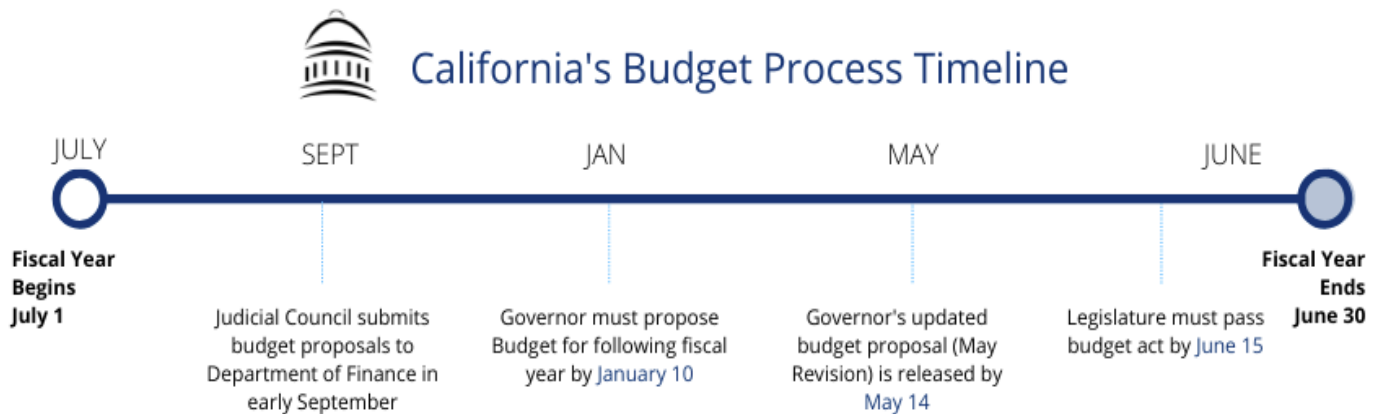 California's Budget Process Timeline
JULY
SEPT
JAN
MAY
JUNE
Fiscal Year
Begins
July 1
Judicial Council submits
budget proposals to
Department of Finance in
early September
Governor must propose
Budget for following fiscal
year by January 10
Governor's updated
budget proposal (May
Revision) is released by
May 14
Legislature must pass
budget act by June 15
Fiscal Year
Ends
June 30